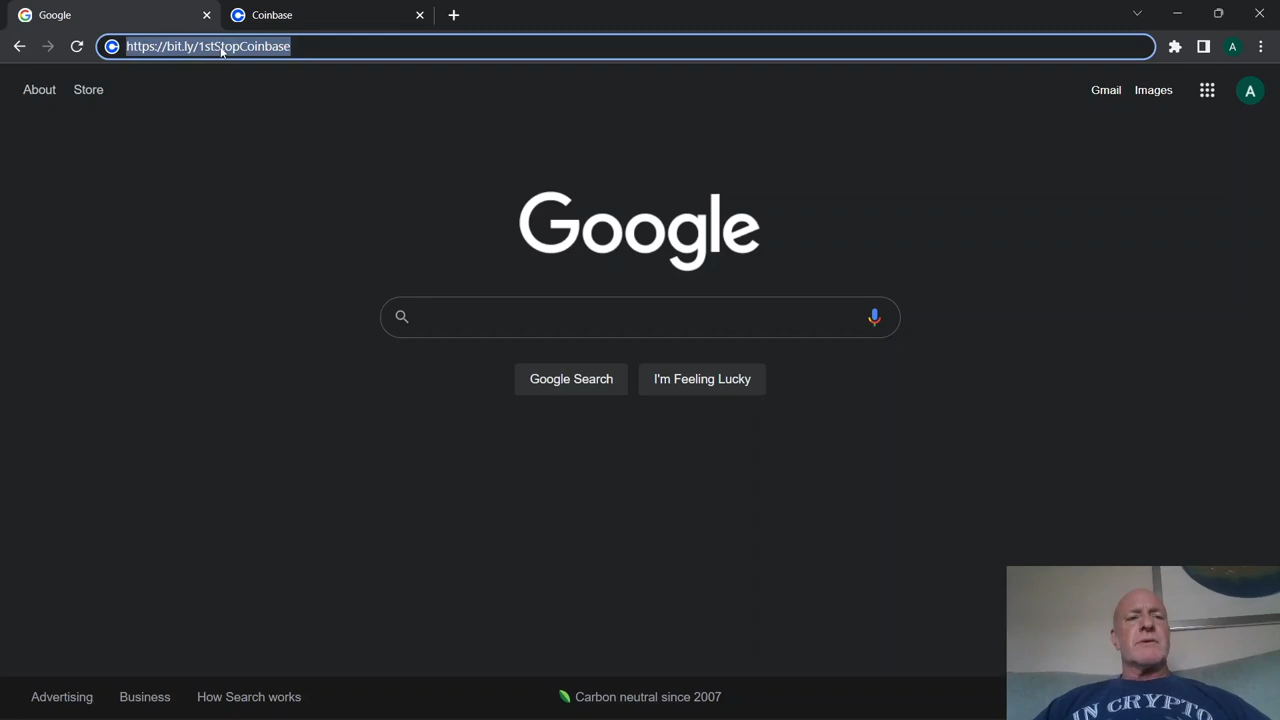 Google
Coinbase
https://bit.ly/1stStopCoinbase
A
About
Store
Gmail
Images
A
Google
Google Search
I'm Feeling Lucky
Advertising
Business
How Search works
Carbon neutral since 2007
IN CRYPTO